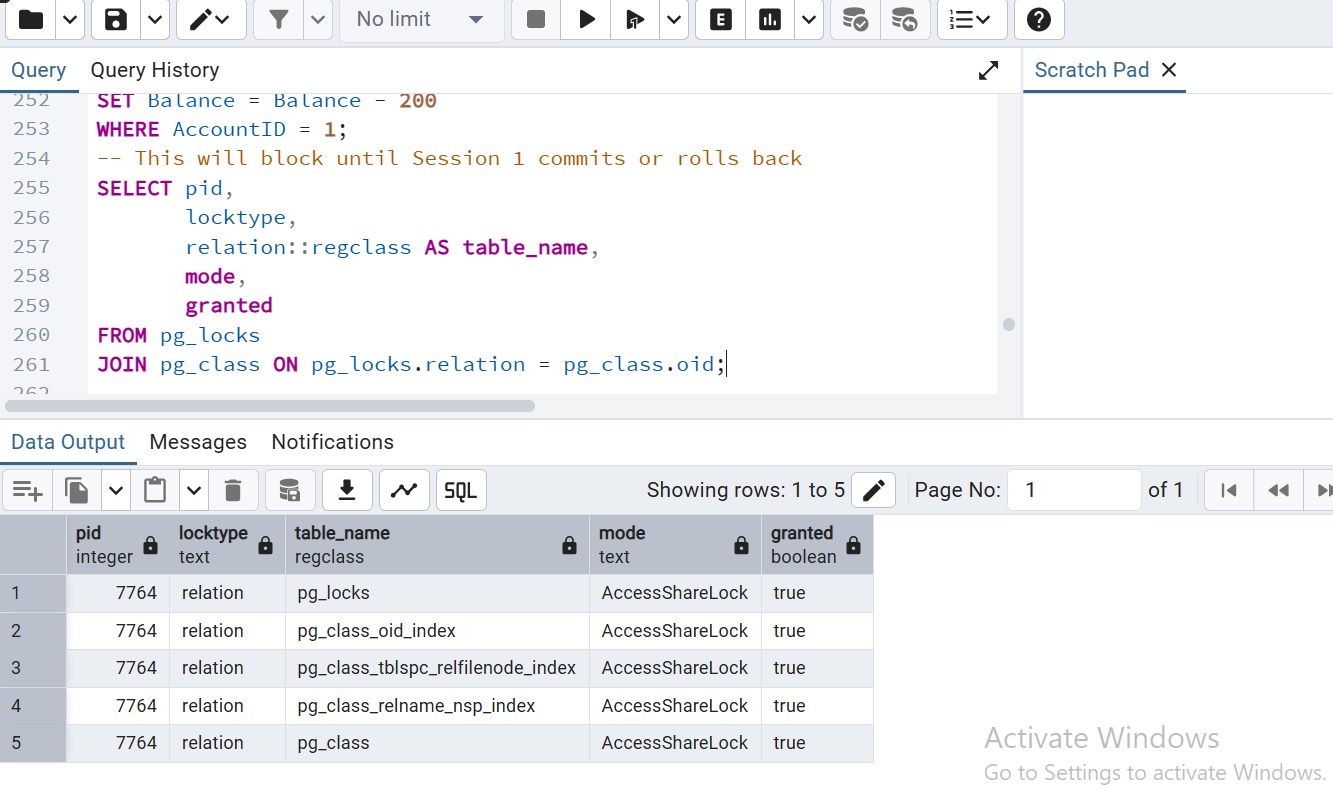 No limit
E
SQL
Query
Query History
Scratch Pad
252 SET Balance = Balance - 200
253 WHERE AccountID = 1;
254 -- This will block until Session 1 commits or rolls back
255 SELECT pid,
256 locktype,
257 relation::regclass AS table_name,
258 mode,
259 granted
260 FROM pg_locks
261 JOIN pg_class ON pg_locks.relation = pg_class.oid;
262
Data Output
Messages
Notifications
Showing rows: 1 to 5
Page No: 1 of 1
pid locktype table_name mode granted
integer text regclass text boolean
1 7764 relation pg_locks AccessShareLock true
2 7764 relation pg_class_oid_index AccessShareLock true
3 7764 relation pg_class_tblspc_relfilenode_index AccessShareLock true
4 7764 relation pg_class_relname_nsp_index AccessShareLock true
5 7764 relation pg_class AccessShareLock true
Activate Windows
Go to Settings to activate Windows.